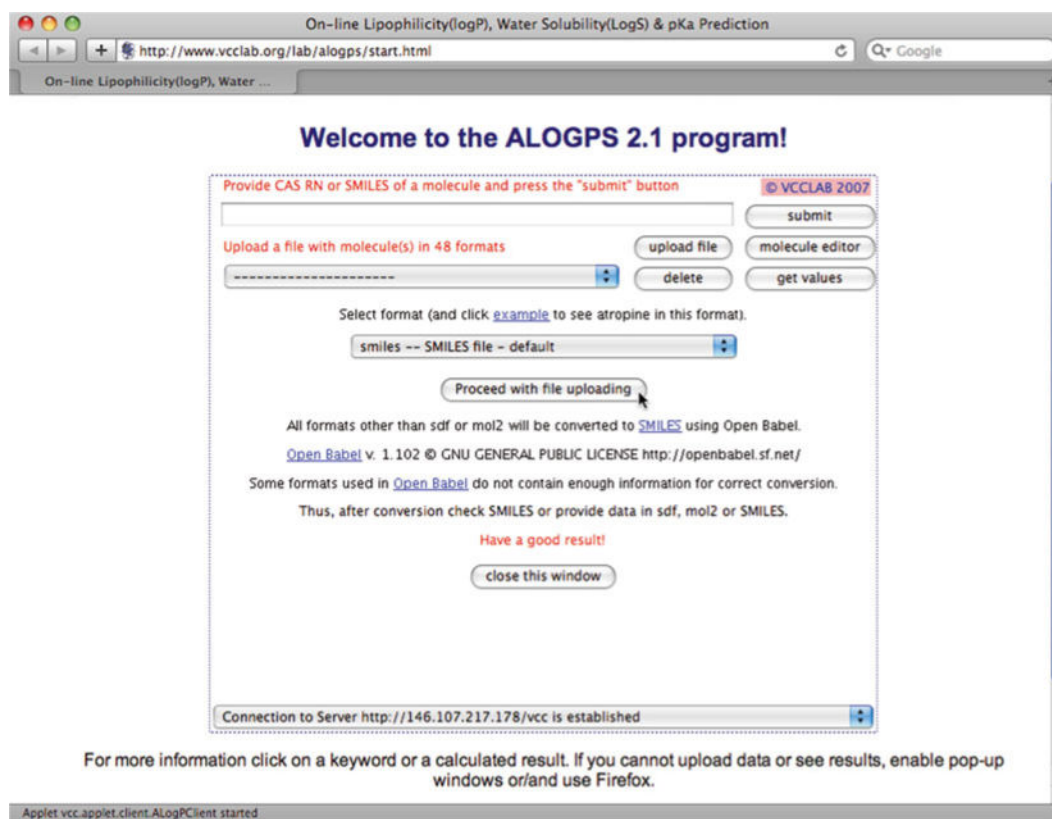 On-line Lipophilicity(logP), Water Solubility(LogS) & pKa Prediction
http://www.vcclab.org/lab/alogps/start.html
Google
On-line Lipophilicity(logP), Water ...
Welcome to the ALOGPS 2.1 program!
Provide CAS RN or SMILES of a molecule and press the "submit" button
© VCCLAB 2007
submit
Upload a file with molecule(s) in 48 formats
upload file
molecule editor
---------------------
delete
get values
Select format (and click example to see atropine in this format).
smiles -- SMILES file - default
Proceed with file uploading
All formats other than sdf or mol2 will be converted to SMILES using Open Babel.
Open Babel v. 1.102 © GNU GENERAL PUBLIC LICENSE http://openbabel.sf.net/
Some formats used in Open Babel do not contain enough information for correct conversion.
Thus, after conversion check SMILES or provide data in sdf, mol2 or SMILES.
Have a good result!
close this window
Connection to Server http://146.107.217.178/vcc is established
For more information click on a keyword or a calculated result. If you cannot upload data or see results, enable pop-up
windows or/and use Firefox.
Applet vcc.applet.client.ALogPClient started